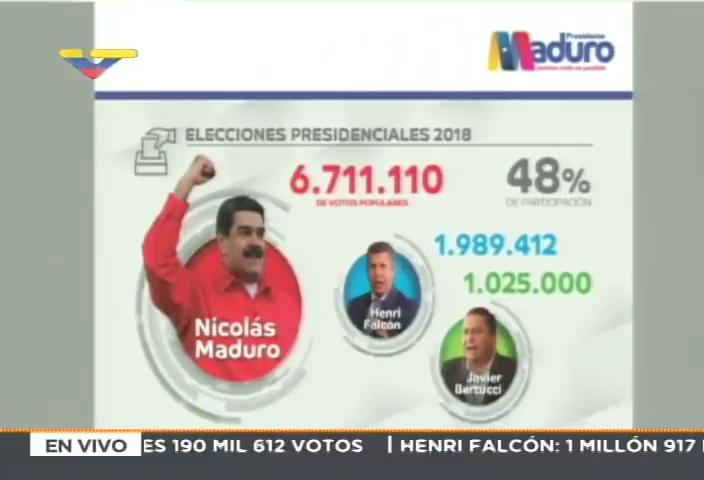 Presidente
Maduro
ELECCIONES PRESIDENCIALES 2018
6.711.110
DE VOTOS POPULARES
48%
DE PARTICIPACIÓN
1.989.412
1.025.000
Nicolás
Maduro
Henri
Falcón
Javier
Bertucci
EN VIVO
ES 190 MIL 612 VOTOS | HENRI FALCÓN: 1 MILLÓN 917